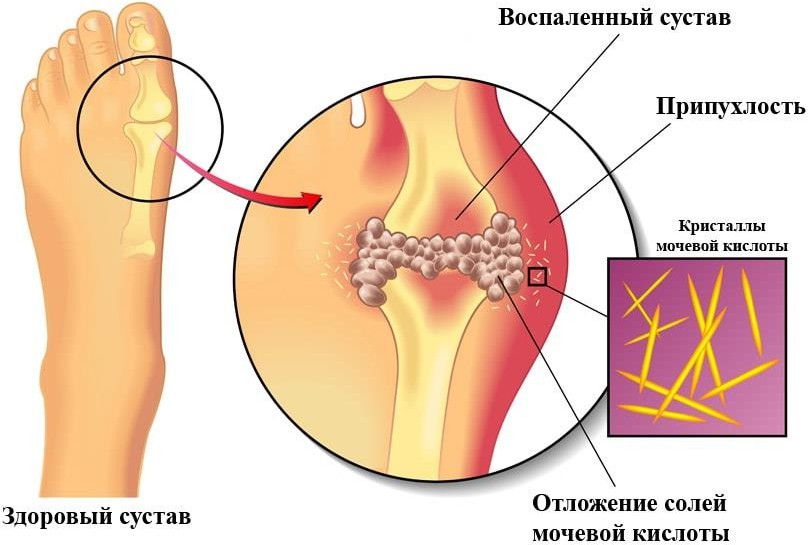 Воспаленный сустав
Припухлость
Кристаллы
мочевой кислоты
Здоровый сустав
Отложение солей
мочевой кислоты